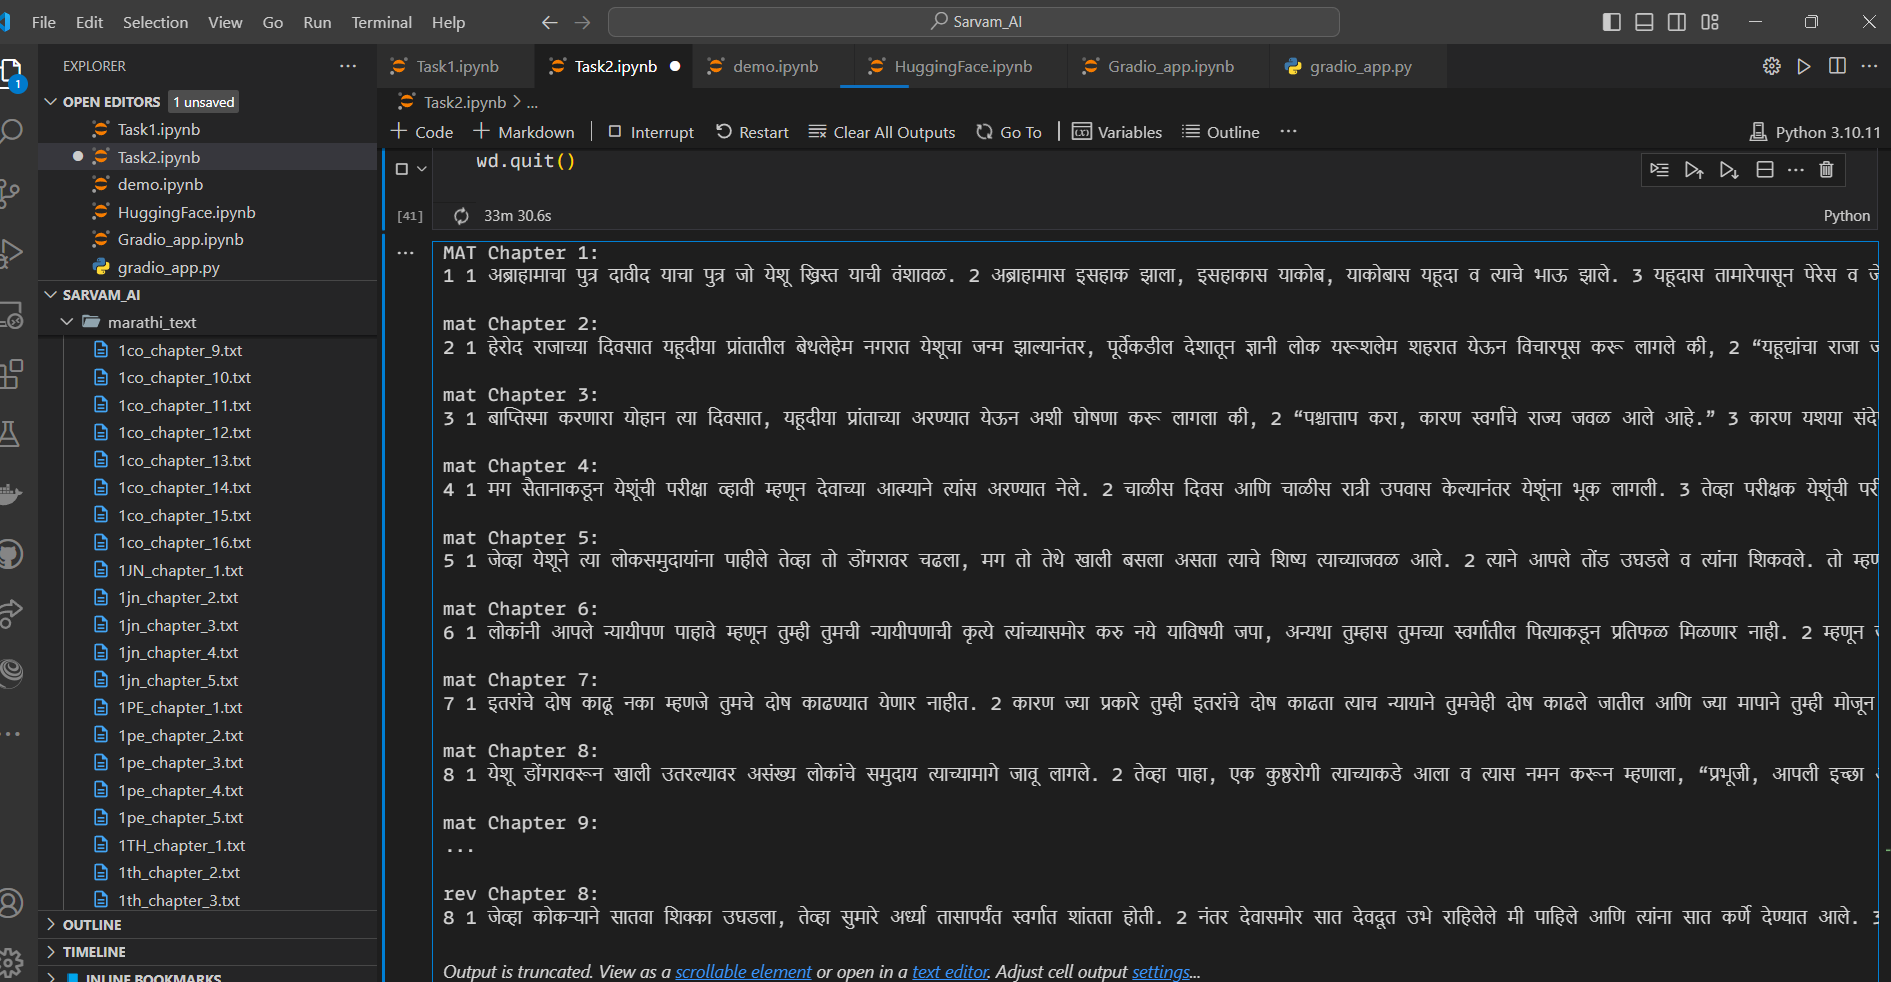 File Edit Selection View Go Run Terminal Help
Sarvam_AI
EXPLORER
1
OPEN EDITORS 1 unsaved
Task1.ipynb
Task2.ipynb
demo.ipynb
HuggingFace.ipynb
Gradio_app.ipynb
gradio_app.py
SARVAM_AI
marathi_text
1co_chapter_9.txt
1co_chapter_10.txt
1co_chapter_11.txt
1co_chapter_12.txt
1co_chapter_13.txt
1co_chapter_14.txt
1co_chapter_15.txt
1co_chapter_16.txt
1JN_chapter_1.txt
1jn_chapter_2.txt
1jn_chapter_3.txt
1jn_chapter_4.txt
1jn_chapter_5.txt
1PE_chapter_1.txt
1pe_chapter_2.txt
1pe_chapter_3.txt
1pe_chapter_4.txt
1pe_chapter_5.txt
1TH_chapter_1.txt
1th_chapter_2.txt
1th_chapter_3.txt
OUTLINE
TIMELINE
INLINE BOOKMARKS
Task1.ipynb Task2.ipynb demo.ipynb HuggingFace.ipynb Gradio_app.ipynb gradio_app.py
Task2.ipynb > ...
+ Code + Markdown Interrupt Restart Clear All Outputs Go To Variables Outline ... Python 3.10.11
wd.quit()
[41] 33m 30.6s Python
MAT Chapter 1:
1 1 अब्राहामाचा पुत्र दावीद याचा पुत्र जो येशू ख्रिस्त याची वंशावळ. 2 अब्राहामास इसहाक झाला, इसहाकास याकोब, याकोबास यहूदा व त्याचे भाऊ झाले. 3 यहूदास तामारेपासून पेरेस व
mat Chapter 2:
2 1 हेरोद राजाच्या दिवसात यहूदीया प्रांतातील बेथलेहेम नगरात येशूचा जन्म झाल्यानंतर, पूर्वेकडील देशातून ज्ञानी लोक यरूशलेम शहरात येऊन विचारपूस करू लागले की, 2 “यहूद्यांचा राजा
mat Chapter 3:
3 1 बाप्तिस्मा करणारा योहान त्या दिवसात, यहूदीया प्रांताच्या अरण्यात येऊन अशी घोषणा करू लागला की, 2 “पश्चात्ताप करा, कारण स्वर्गाचे राज्य जवळ आले आहे.” 3 कारण यशया
mat Chapter 4:
4 1 मग सैतानाकडून येशूंची परीक्षा व्हावी म्हणून देवाच्या आत्म्याने त्यांस अरण्यात नेले. 2 चाळीस दिवस आणि चाळीस रात्री उपवास केल्यानंतर येशूंना भूक लागली. 3 तेव्हा परीक्षक येशूंची
mat Chapter 5:
5 1 जेव्हा येशूने त्या लोकसमुदायांना पाहीले तेव्हा तो डोंगरावर चढला, मग तो तेथे खाली बसला असता त्याचे शिष्य त्याच्याजवळ आले. 2 त्याने आपले तोंड उघडले व त्यांना शिकवले. तो
mat Chapter 6:
6 1 लोकांनी आपले न्यायीपण पाहावे म्हणून तुम्ही तुमची न्यायीपणाची कृत्ये त्यांच्यासमोर करु नये याविषयी जपा, अन्यथा तुम्हास तुमच्या स्वर्गातील पित्याकडून प्रतिफळ मिळणार नाही. 2 म्हणून
mat Chapter 7:
7 1 इतरांचे दोष काढू नका म्हणजे तुमचे दोष काढण्यात येणार नाहीत. 2 कारण ज्या प्रकारे तुम्ही इतरांचे दोष काढता त्याच न्यायाने तुमचेही दोष काढले जातील आणि ज्या मापाने तुम्ही मोजून
mat Chapter 8:
8 1 येशू डोंगरावरून खाली उतरल्यावर असंख्य लोकांचे समुदाय त्याच्यामागे जावू लागले. 2 तेव्हा पाहा, एक कुष्ठरोगी त्याच्याकडे आला व त्यास नमन करून म्हणाला, “प्रभूजी, आपली इच्छा
mat Chapter 9:
...
rev Chapter 8:
8 1 जेव्हा कोकऱ्याने सातवा शिक्का उघडला, तेव्हा सुमारे अर्ध्या तासापर्यंत स्वर्गात शांतता होती. 2 नंतर देवासमोर सात देवदूत उभे राहिलेले मी पाहिले आणि त्यांना सात कर्णे देण्यात आले. 3
Output is truncated. View as a scrollable element or open in a text editor. Adjust cell output settings...